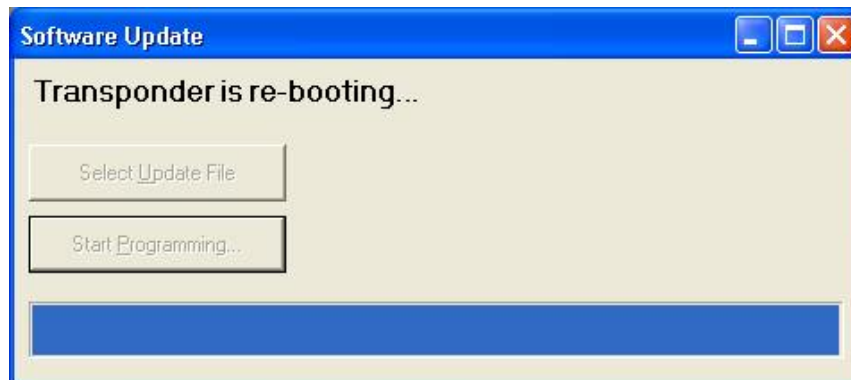 Software Update
Transponder is re-booting...
Select Update File
Start Programming...